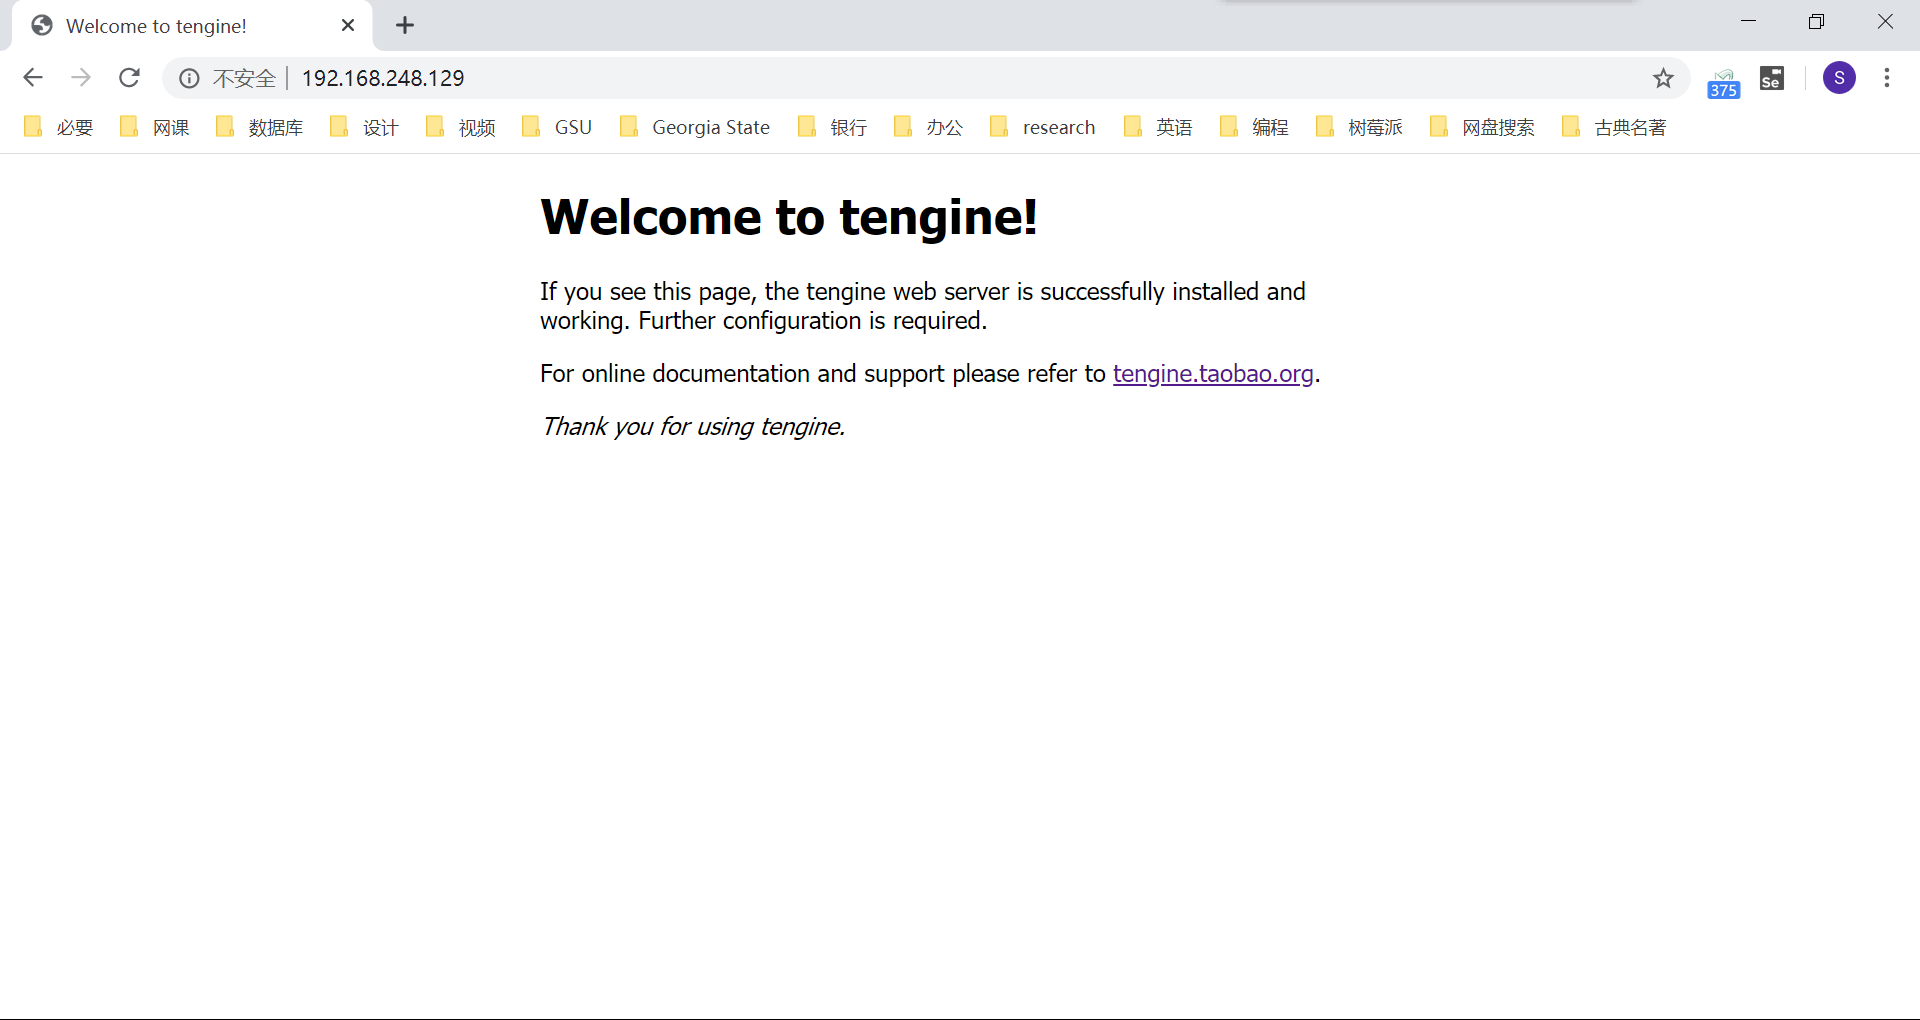 Welcome to tengine!
不安全 192.168.248.129
375 Se S
必要 网课 数据库 设计 视频 GSU Georgia State 银行 办公 research 英语 编程 树莓派 网盘搜索 古典名著
Welcome to tengine!
If you see this page, the tengine web server is successfully installed and
working. Further configuration is required.
For online documentation and support please refer to tengine.taobao.org.
Thank you for using tengine.